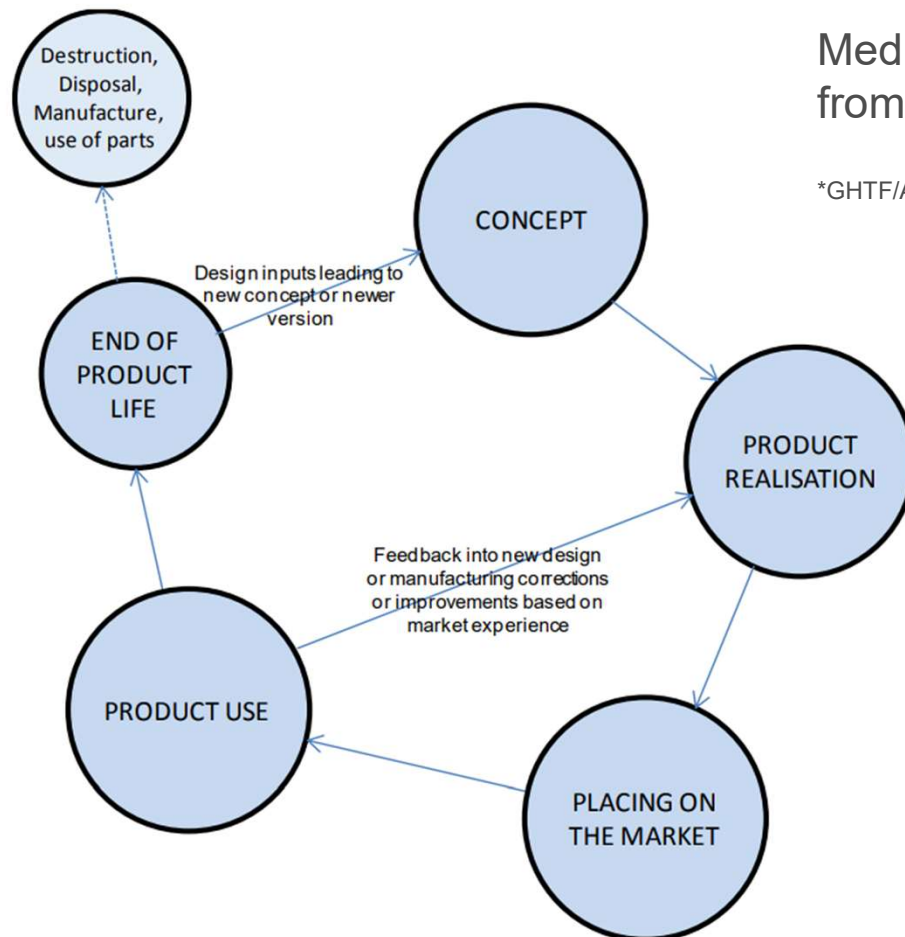 Destruction,
Disposal,
Manufacture,
use of parts
Med
from
*GHTF/
CONCEPT
Design inputs leading to
new concept or newer
version
END OF
PRODUCT
LIFE
PRODUCT
REALISATION
Feedback into new design
or manufacturing corrections
or improvements based on
market experience
PRODUCT USE
PLACING ON
THE MARKET